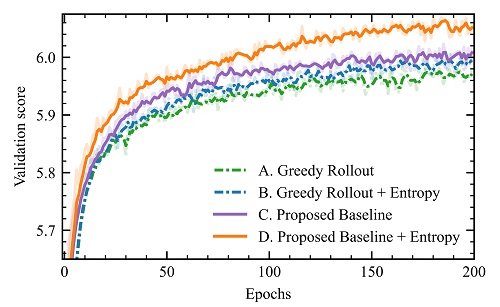 6.0
5.9
5.8
5.7
Validation score
A. Greedy Rollout
B. Greedy Rollout + Entropy
C. Proposed Baseline
D. Proposed Baseline + Entropy
0 50 100 150 200
Epochs